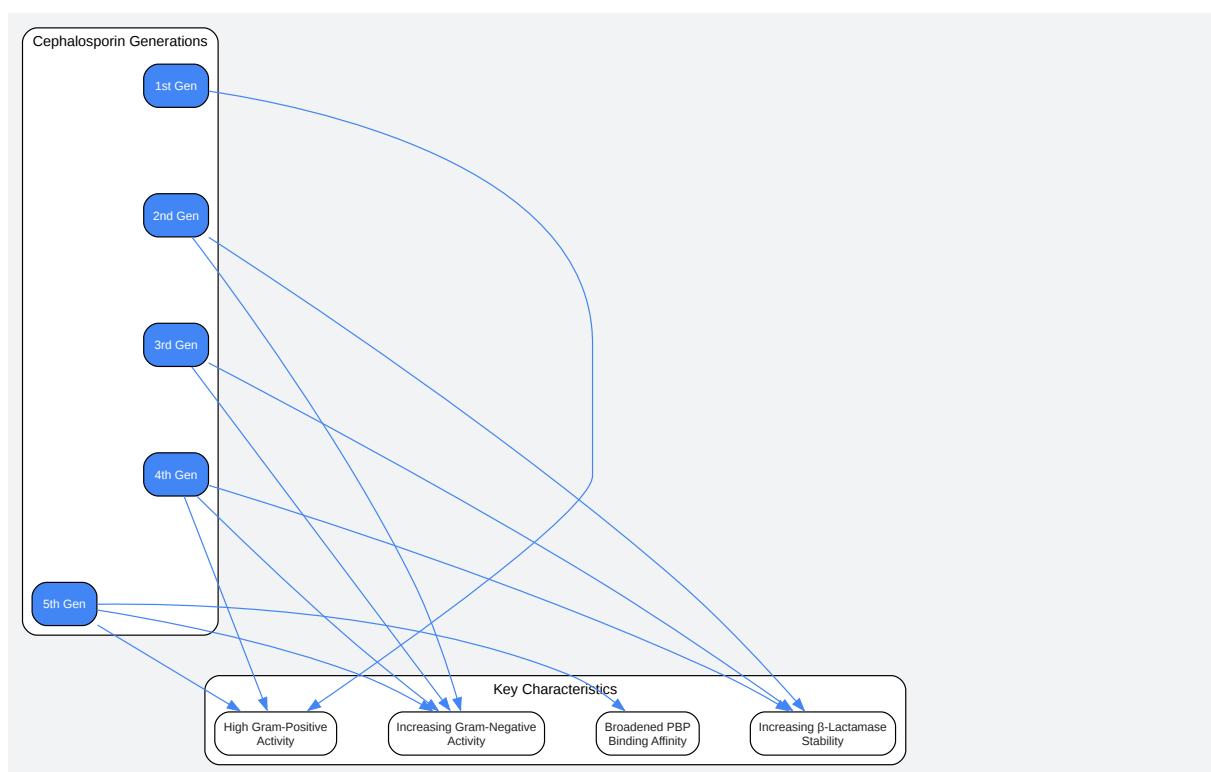 Cephalosporin Generations
1st Gen
2nd Gen
3rd Gen
4th Gen
5th Gen
Key Characteristics
High Gram-Positive
Activity
Increasing Gram-Negative
Activity
Broadened PBP
Binding Affinity
Increasing β-Lactamase
Stability